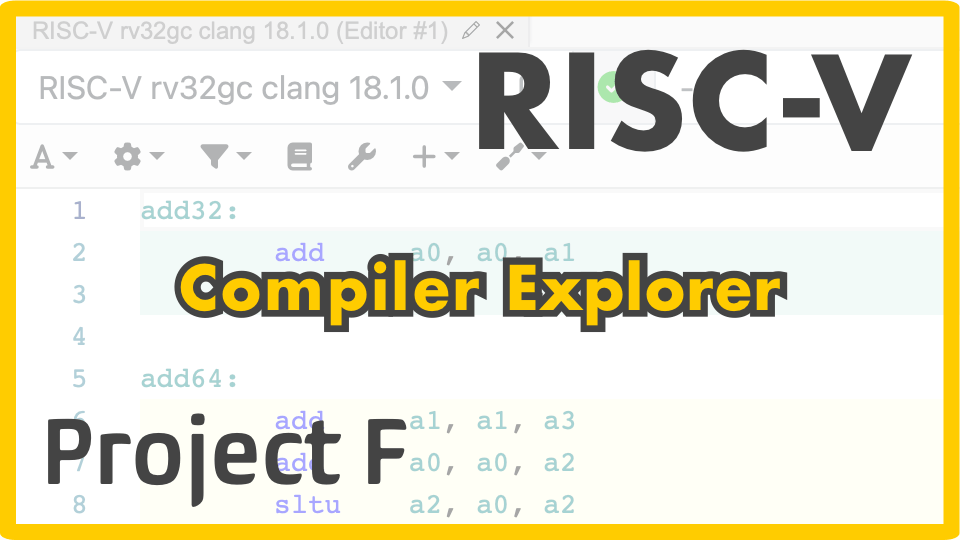 RISC-V rv32gc clang 18.1.0 (Editor #1)
RISC-V rv32gc clang 18.1.0
RISC-V
A
1 add32:
2 add a0, a0, a1
Compiler Explorer
3
4
5 add64:
6 add a1, a1, a3
Project F
7 add a0, a0, a2
8 sltu a2, a0, a2